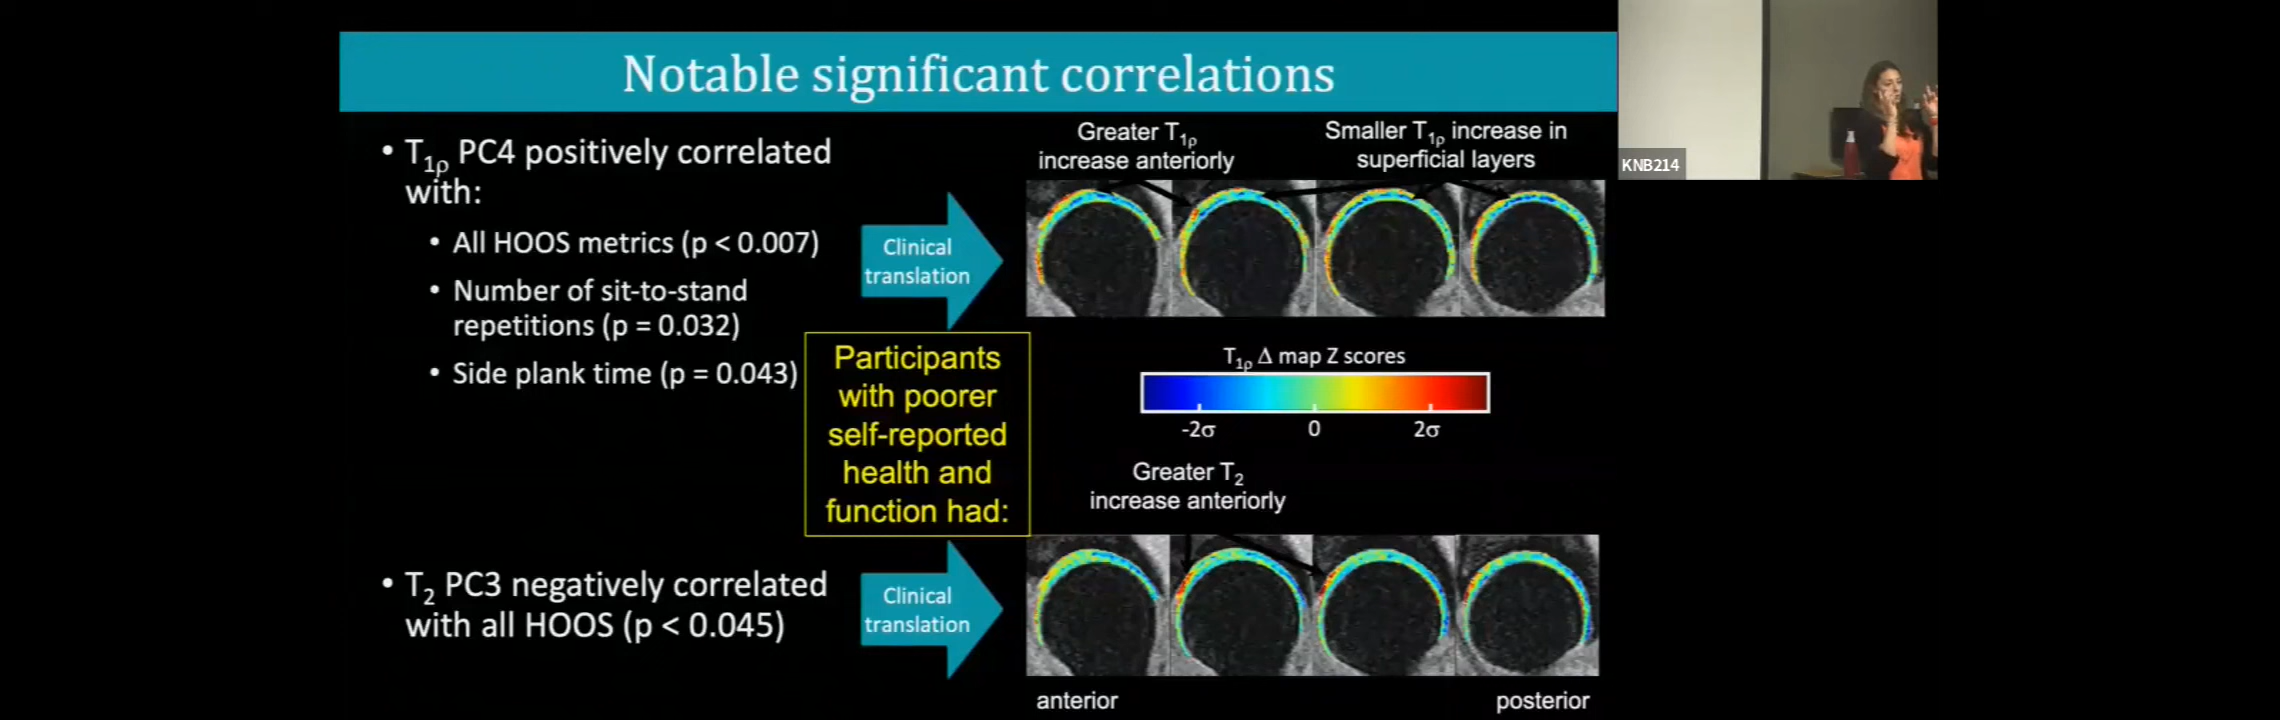 Notable significant correlations
• T1ρ PC4 positively correlated
with:
• All HOOS metrics (p < 0.007)
• Number of sit-to-stand
repetitions (p = 0.032)
• Side plank time (p = 0.043)
• T2 PC3 negatively correlated
with all HOOS (p < 0.045)
Clinical
translation
Participants
with poorer
self-reported
health and
function had:
Clinical
translation
Greater T1ρ
increase anteriorly
Smaller T1ρ increase in
superficial layers
T1ρ Δ map Z scores
-2σ 0 2σ
Greater T2
increase anteriorly
anterior posterior
KNB214